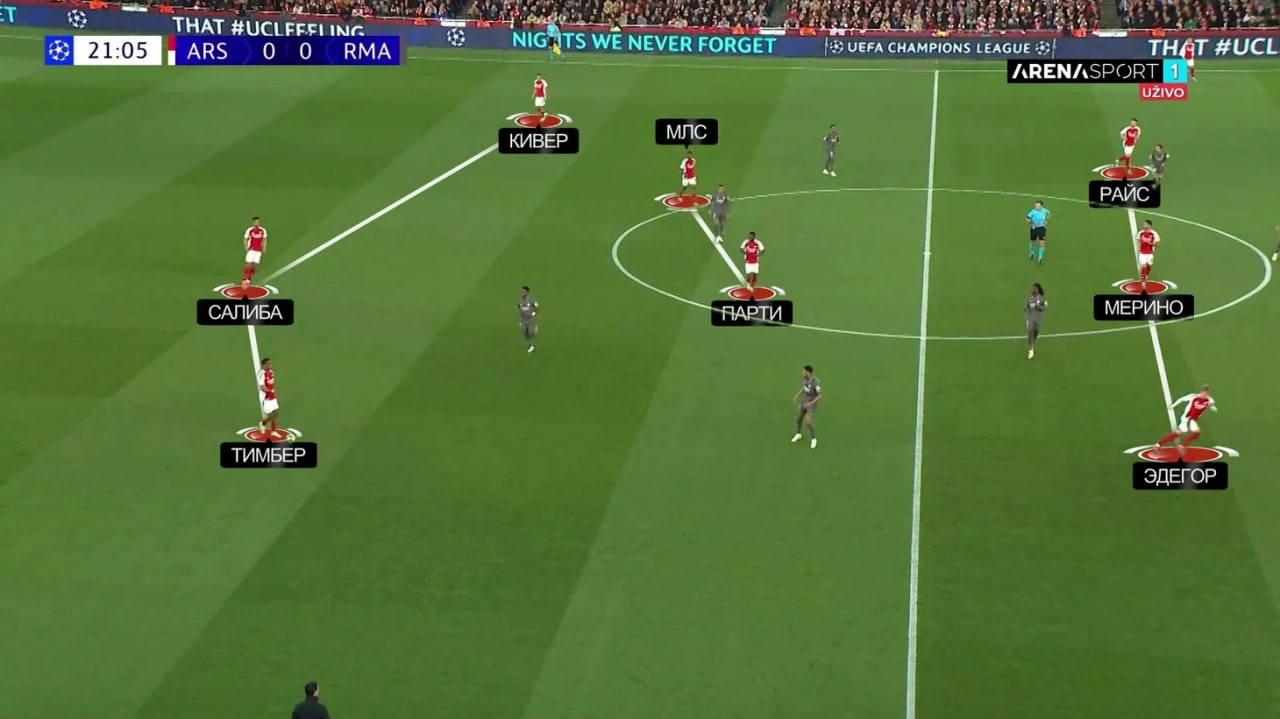 ET
THAT #UCLFEELING
NIGHTS WE NEVER FORGET
UEFA CHAMPIONS LEAGUE
THAT #UCL
21:05 ARS 0 0 RMA
ARENASPORT 1
UŽIVO
КИВЕР
МЛС
РАЙС
САЛИБА
ПАРТИ
МЕРИНО
ТИМБЕР
ЭДЕГОР